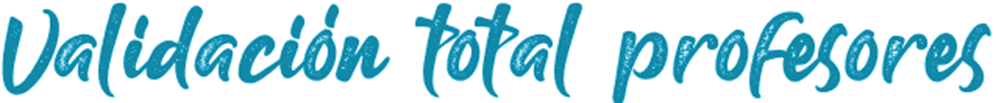 Validación total profesores